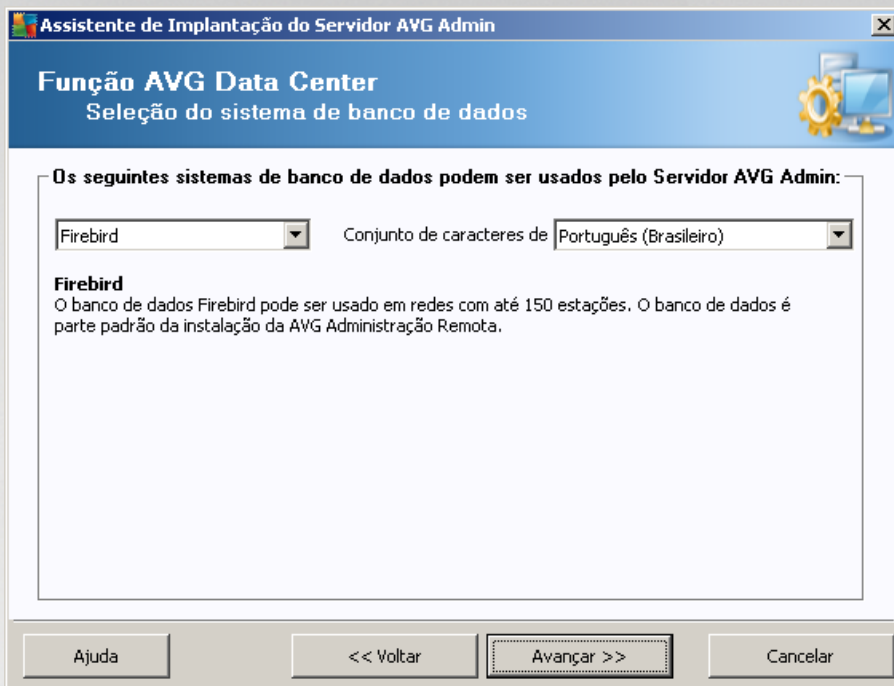 Assistente de Implantação do Servidor AVG Admin
Função AVG Data Center
Seleção do sistema de banco de dados
Os seguintes sistemas de banco de dados podem ser usados pelo Servidor AVG Admin:
Firebird Conjunto de caracteres de Português (Brasileiro)
Firebird
O banco de dados Firebird pode ser usado em redes com até 150 estações. O banco de dados é
parte padrão da instalação da AVG Administração Remota.
Ajuda << Voltar Avançar >> Cancelar